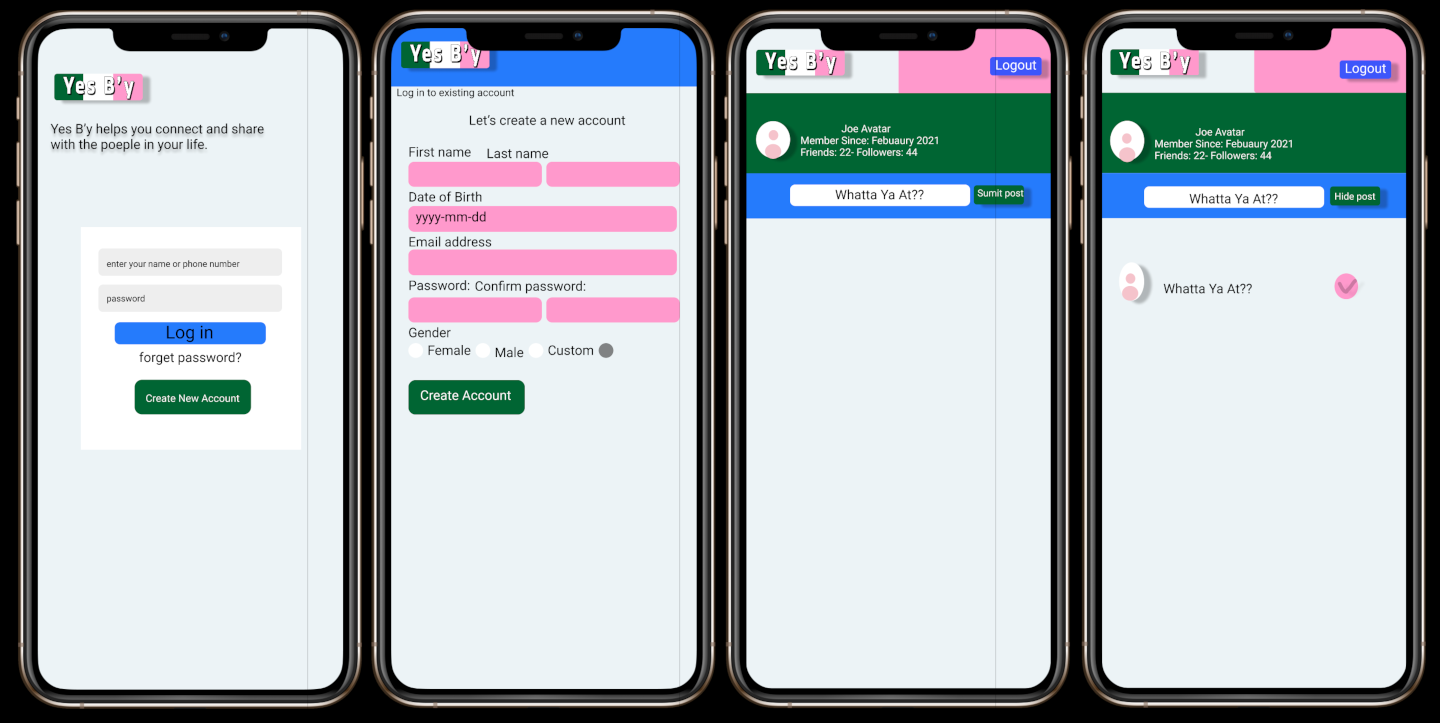 Yes B'y
Yes B'y helps you connect and share
with the poeple in your life.
enter your name or phone number
password
Log in
forget password?
Create New Account
Yes B'y
Log in to existing account
Let's create a new account
First name Last name
Date of Birth
yyyy-mm-dd
Email address
Password: Confirm password:
Gender
Female Male Custom
Create Account
Yes B'y
Logout
Joe Avatar
Member Since: Febuaury 2021
Friends: 22- Followers: 44
Whatta Ya At?? Sumit post
Yes B'y
Logout
Joe Avatar
Member Since: Febuaury 2021
Friends: 22- Followers: 44
Whatta Ya At?? Hide post
Whatta Ya At??